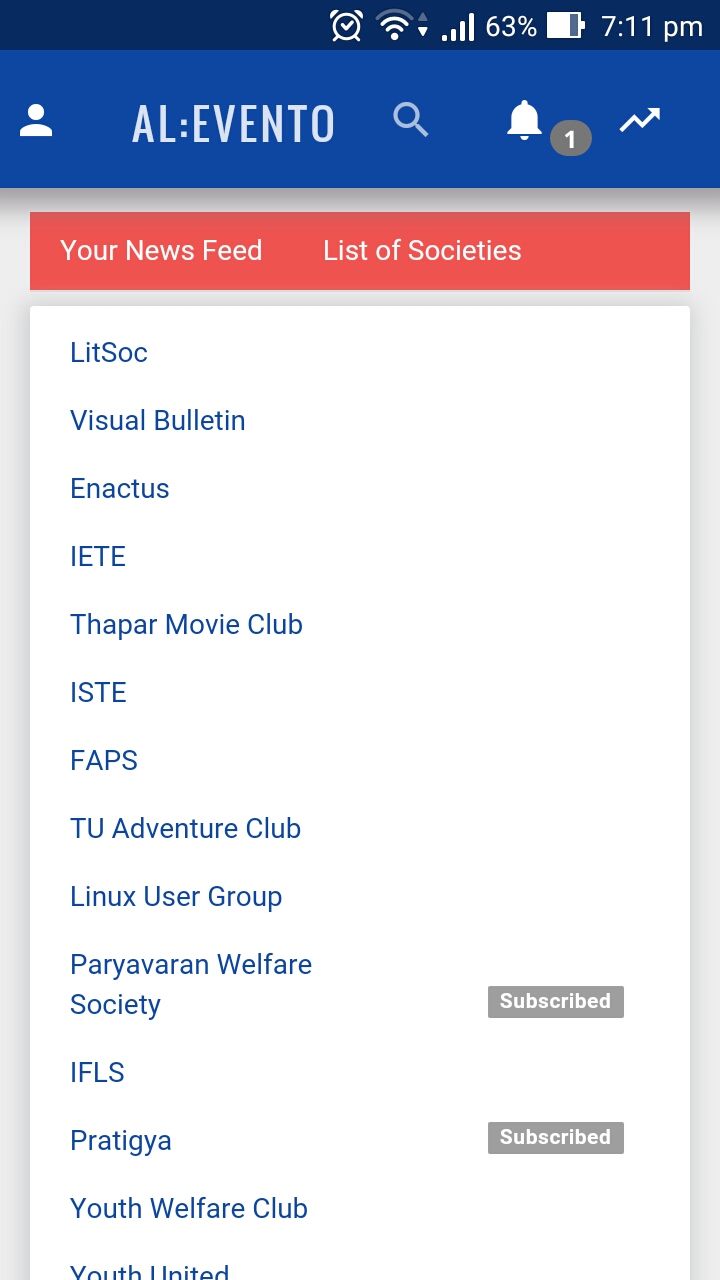 63% 7:11 pm
AL:EVENTO
1
Your News Feed List of Societies
LitSoc
Visual Bulletin
Enactus
IETE
Thapar Movie Club
ISTE
FAPS
TU Adventure Club
Linux User Group
Paryavaran Welfare
Society Subscribed
IFLS
Pratigya Subscribed
Youth Welfare Club
Youth United